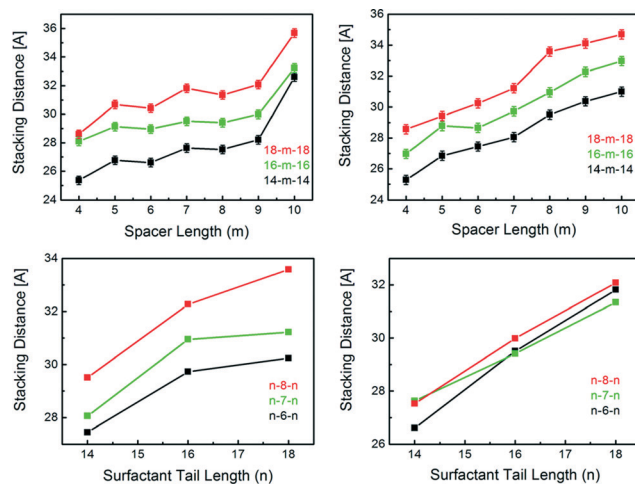 Stacking Distance [A]
36
34
32
30
28
26
24
18-m-18
16-m-16
14-m-14
4 5 6 7 8 9 10
Spacer Length (m)
Stacking Distance [A]
36
34
32
30
28
26
24
18-m-18
16-m-16
14-m-14
4 5 6 7 8 9 10
Spacer Length (m)
Stacking Distance [A]
34
32
30
28
n-8-n
n-7-n
n-6-n
14 15 16 17 18
Surfactant Tail Length (n)
Stacking Distance [A]
32
30
28
26
n-8-n
n-7-n
n-6-n
14 15 16 17 18
Surfactant Tail Length (n)